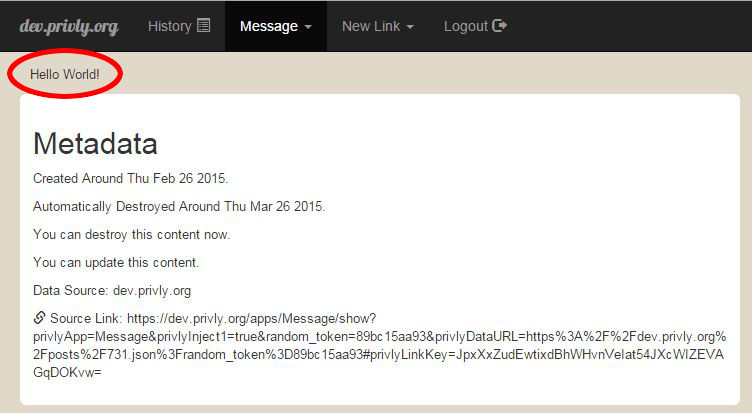 dev.privly.org History Message New Link Logout
Hello World!
Metadata
Created Around Thu Feb 26 2015.
Automatically Destroyed Around Thu Mar 26 2015.
You can destroy this content now.
You can update this content.
Data Source: dev.privly.org
Source Link: https://dev.privly.org/apps/Message/show?
privlyApp=Message&privlyInject1=true&random_token=89bc15aa93&privlyDataURL=https%3A%2F%2Fdev.privly.org%
2Fposts%2F731.json%3Frandom_token%3D89bc15aa93#privlyLinkKey=JpxXxZudEwtixdBhWHvnVeIat54JXcWIZEVA
GqDOKvw=